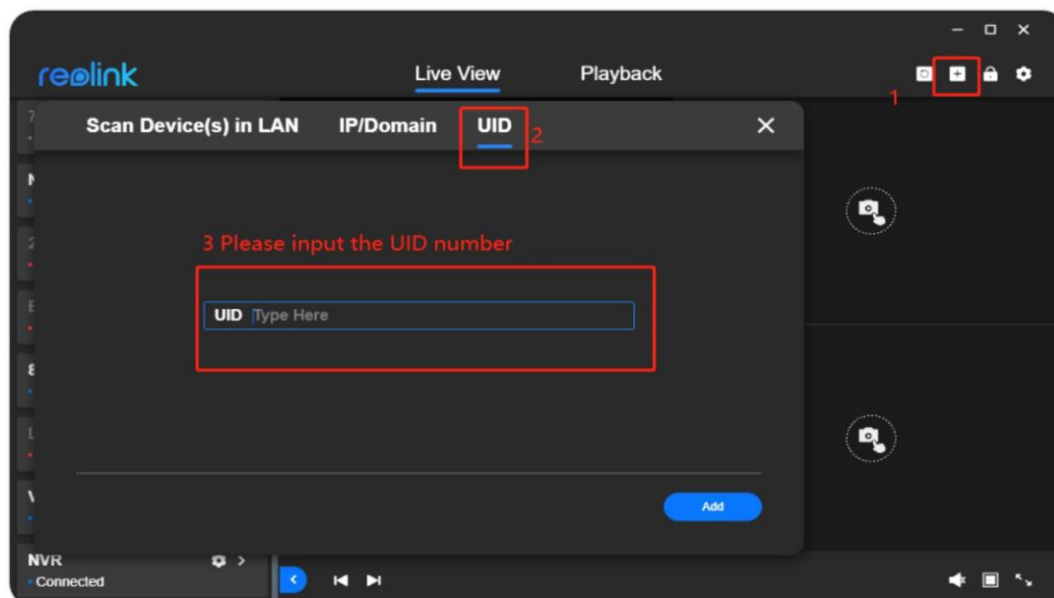 reolink
Live View
Playback
1
Scan Device(s) in LAN
IP/Domain
UID
2
3 Please input the UID number
UID Type Here
Add
NVR
Connected